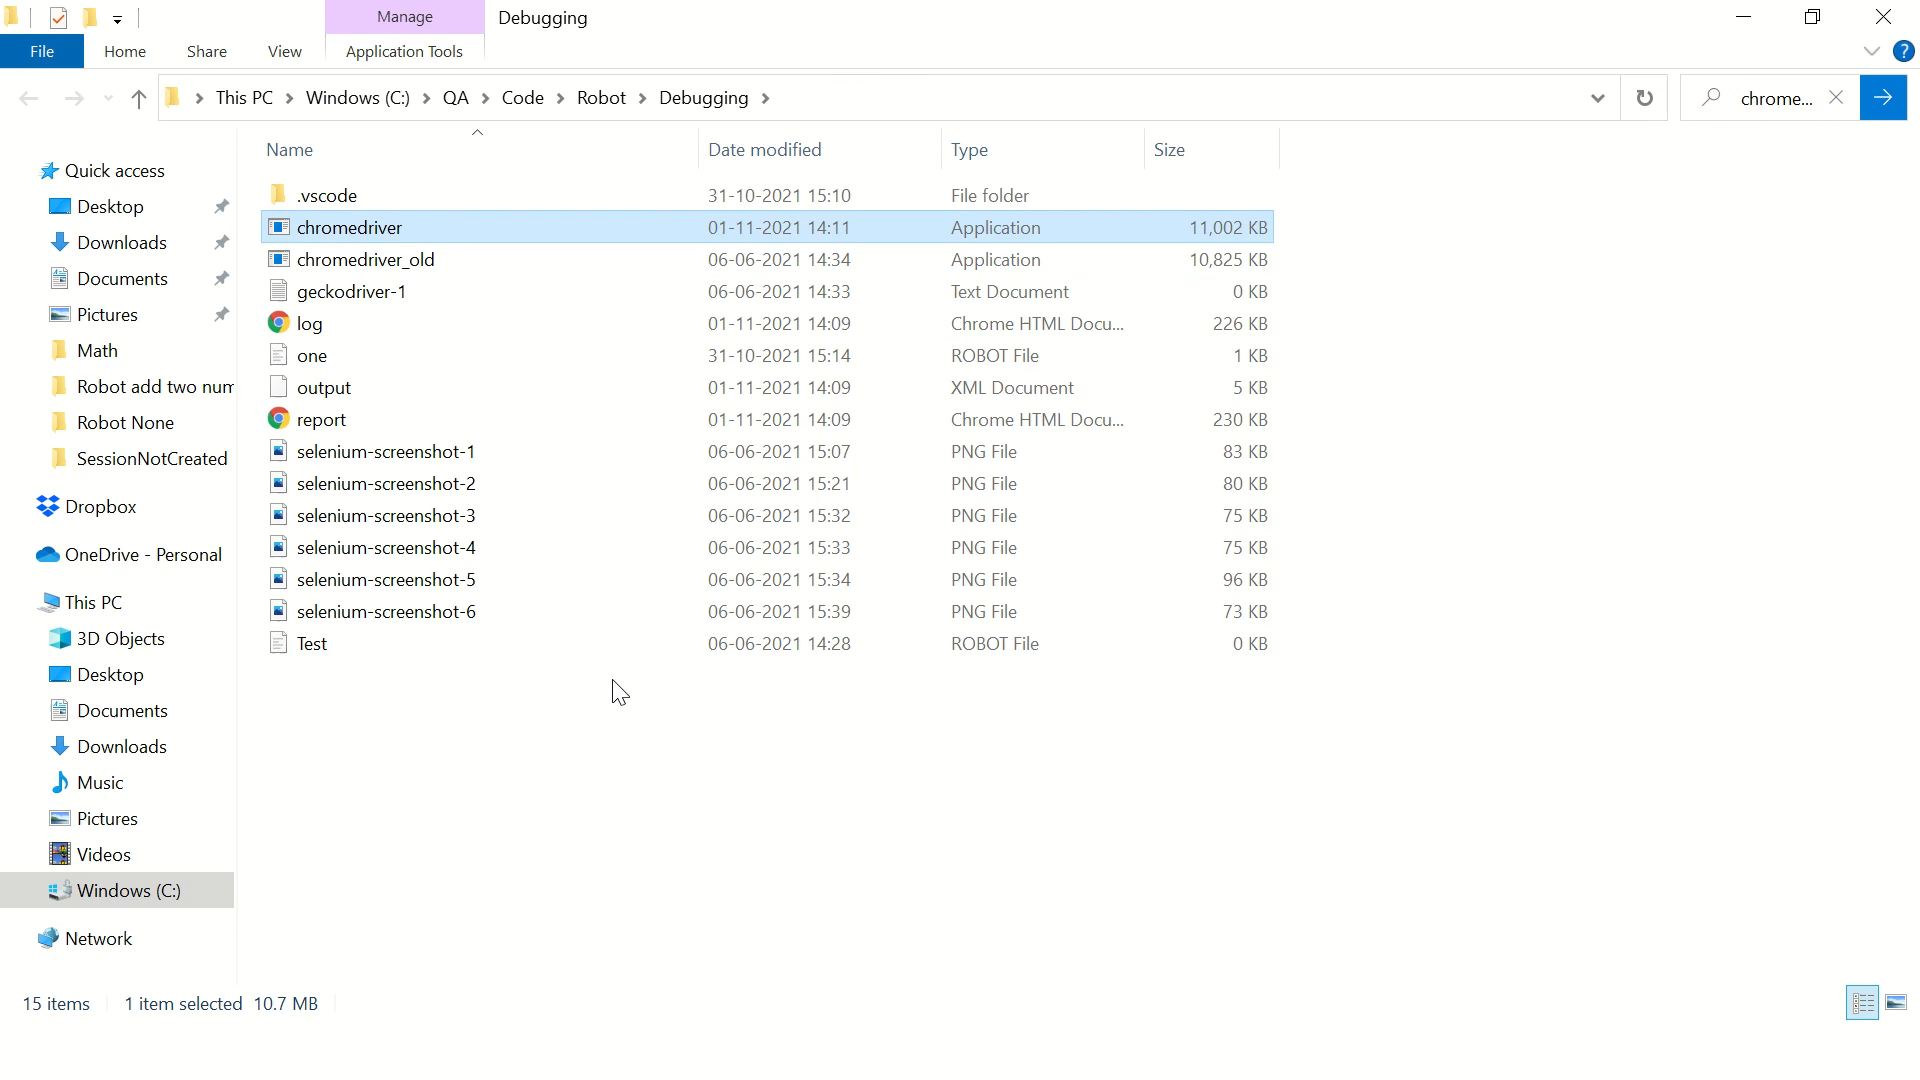 Manage
Debugging
File
Home
Share
View
Application Tools
?
This PC
Windows (C:)
QA
Code
Robot
Debugging
chrome...
Name
Date modified
Type
Size
Quick access
Desktop
Downloads
Documents
Pictures
Math
Robot add two num
Robot None
SessionNotCreated
Dropbox
OneDrive - Personal
This PC
3D Objects
Desktop
Documents
Downloads
Music
Pictures
Videos
Windows (C:)
Network
.vscode 31-10-2021 15:10 File folder
chromedriver 01-11-2021 14:11 Application 11,002 KB
chromedriver_old 06-06-2021 14:34 Application 10,825 KB
geckodriver-1 06-06-2021 14:33 Text Document 0 KB
log 01-11-2021 14:09 Chrome HTML Docu... 226 KB
one 31-10-2021 15:14 ROBOT File 1 KB
output 01-11-2021 14:09 XML Document 5 KB
report 01-11-2021 14:09 Chrome HTML Docu... 230 KB
selenium-screenshot-1 06-06-2021 15:07 PNG File 83 KB
selenium-screenshot-2 06-06-2021 15:21 PNG File 80 KB
selenium-screenshot-3 06-06-2021 15:32 PNG File 75 KB
selenium-screenshot-4 06-06-2021 15:33 PNG File 75 KB
selenium-screenshot-5 06-06-2021 15:34 PNG File 96 KB
selenium-screenshot-6 06-06-2021 15:39 PNG File 73 KB
Test 06-06-2021 14:28 ROBOT File 0 KB
15 items
1 item selected 10.7 MB